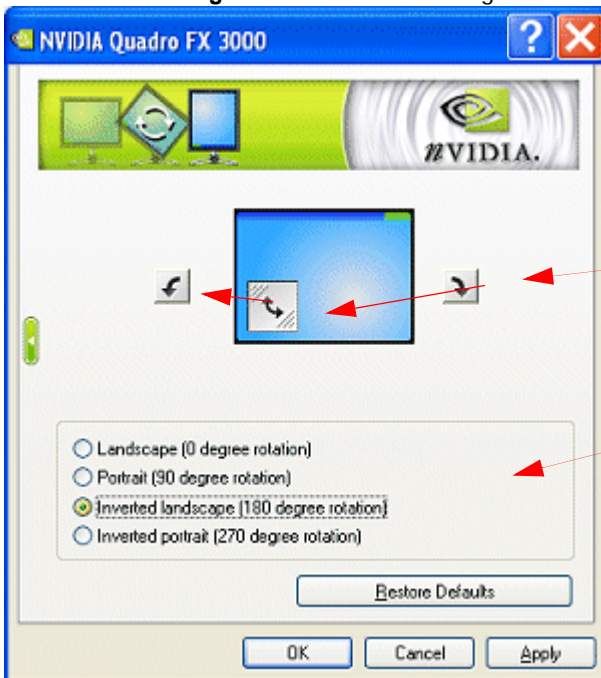 NVIDIA Quadro FX 3000
nVIDIA.
Landscape (0 degree rotation)
Portrait (90 degree rotation)
Inverted landscape (180 degree rotation)
Inverted portrait (270 degree rotation)
Restore Defaults
OK Cancel Apply